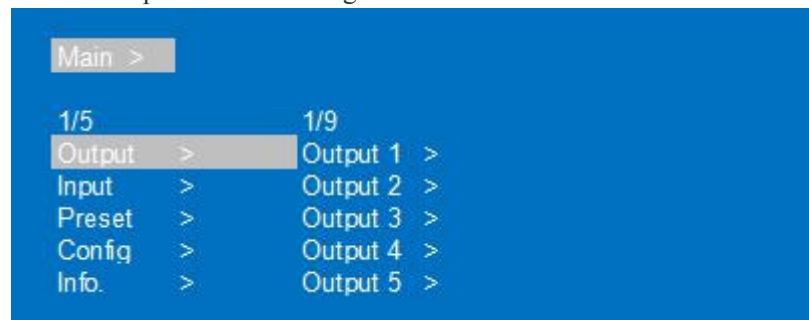 Main >
1/5 1/9
Output > Output 1 >
Input > Output 2 >
Preset > Output 3 >
Config > Output 4 >
Info. > Output 5 >